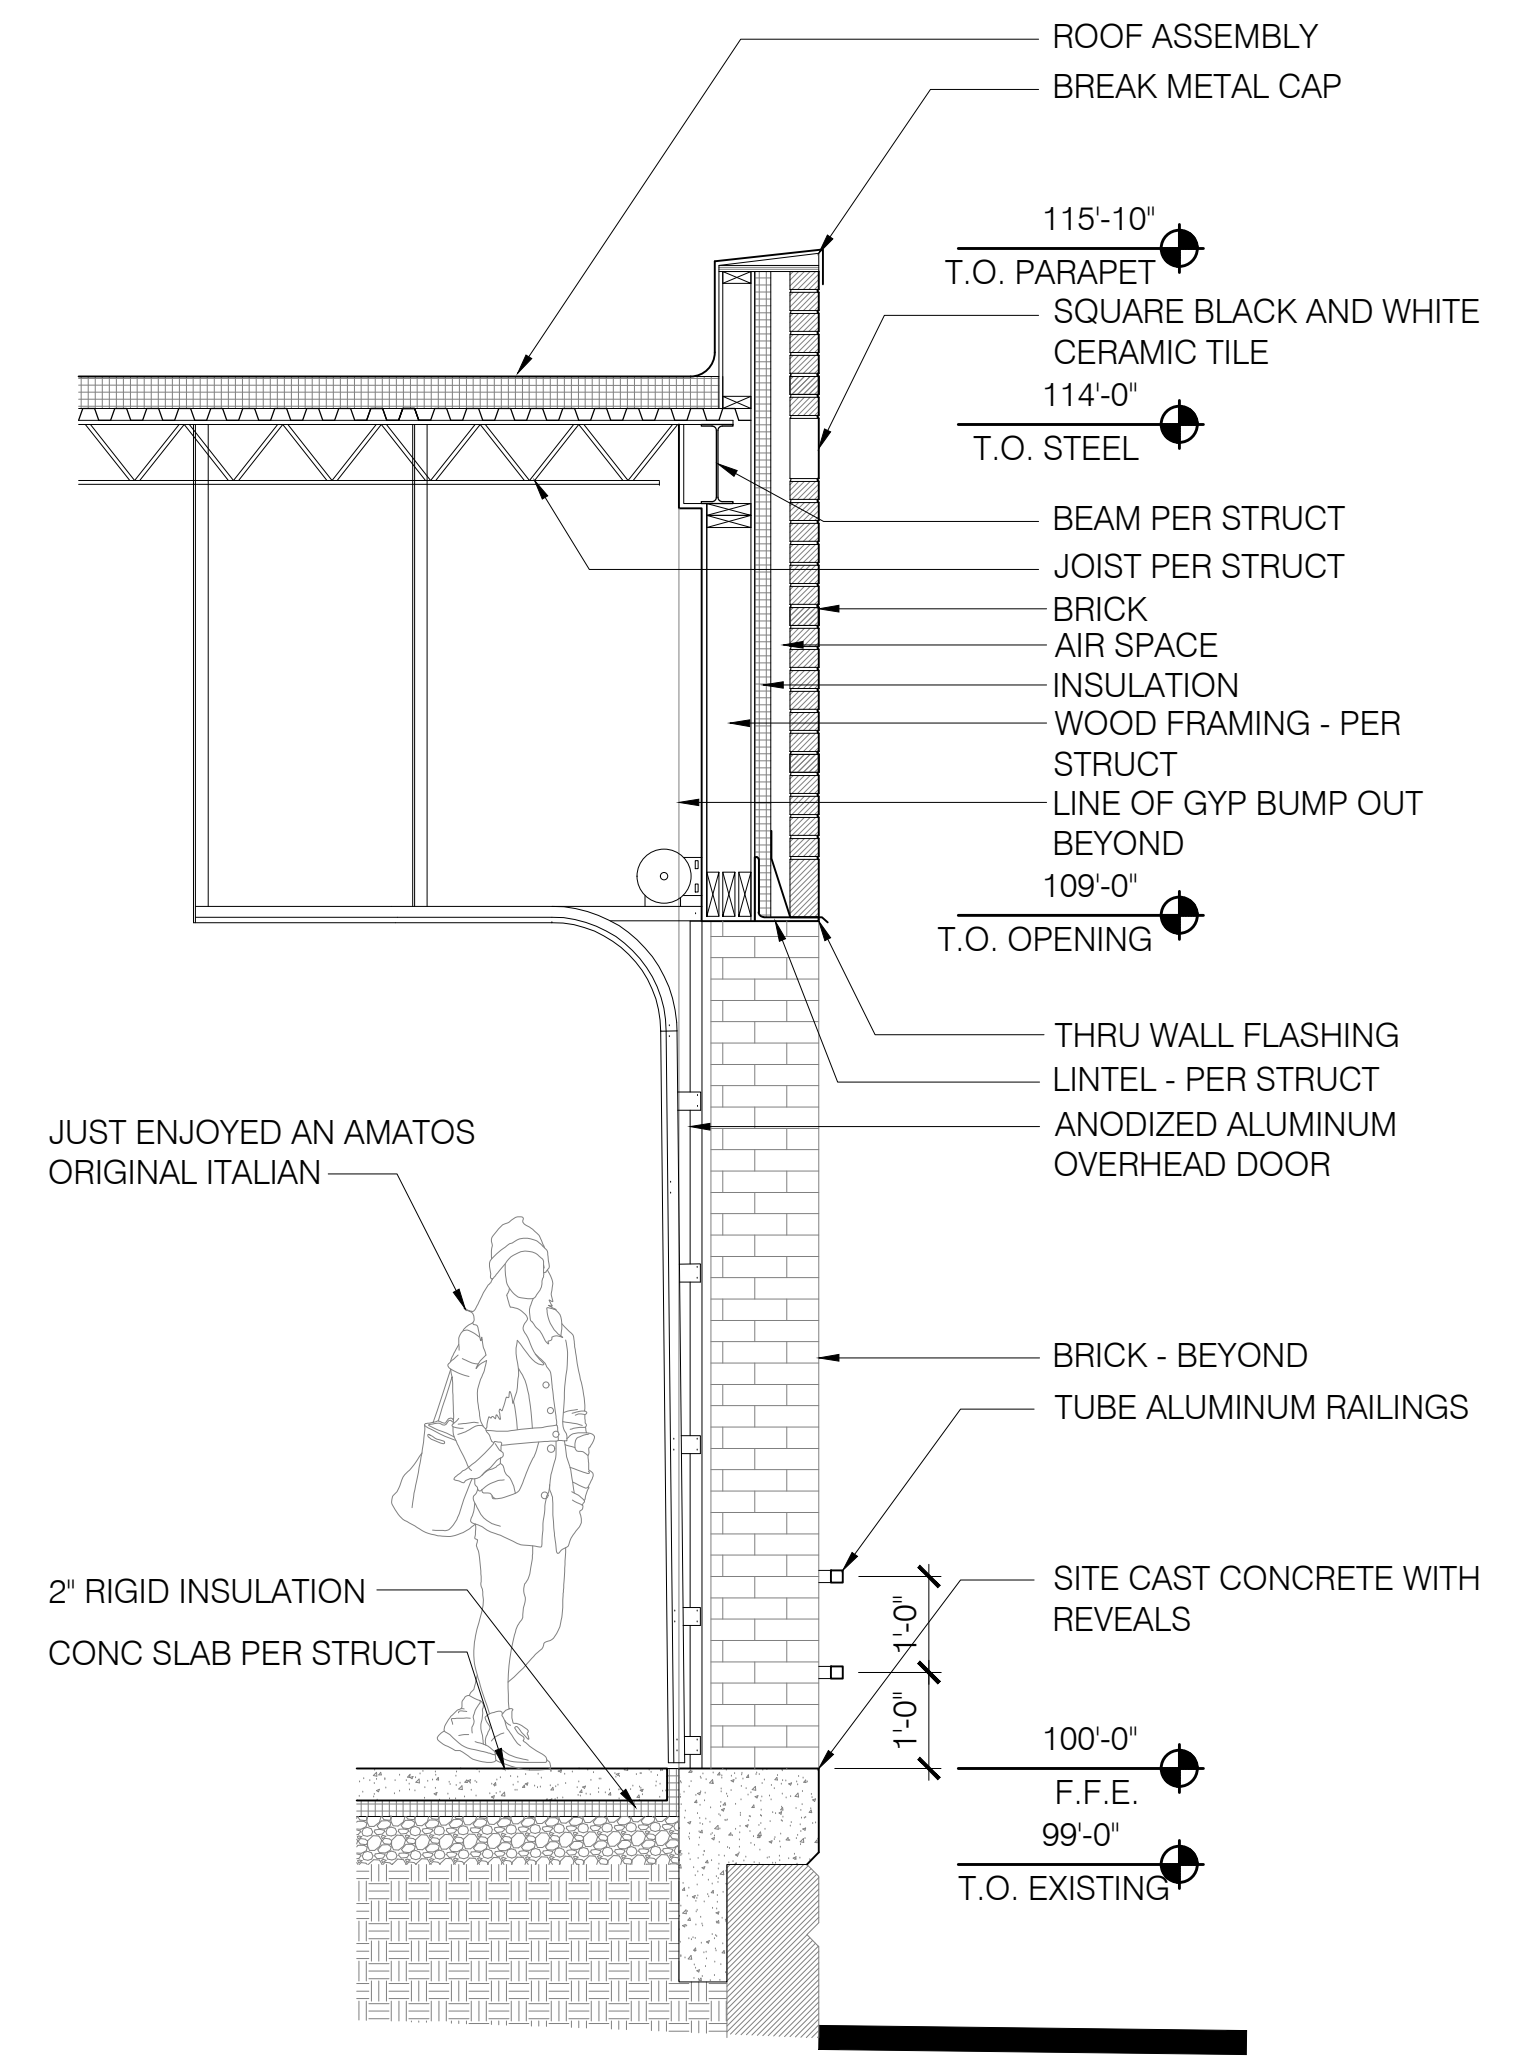 ROOF ASSEMBLY
BREAK METAL CAP
115'-10"
T.O. PARAPET
SQUARE BLACK AND WHITE
CERAMIC TILE
114'-0"
T.O. STEEL
BEAM PER STRUCT
JOIST PER STRUCT
BRICK
AIR SPACE
INSULATION
WOOD FRAMING - PER
STRUCT
LINE OF GYP BUMP OUT
BEYOND
109'-0"
T.O. OPENING
THRU WALL FLASHING
LINTEL - PER STRUCT
ANODIZED ALUMINUM
OVERHEAD DOOR
JUST ENJOYED AN AMATOS
ORIGINAL ITALIAN
BRICK - BEYOND
TUBE ALUMINUM RAILINGS
SITE CAST CONCRETE WITH
REVEALS
2" RIGID INSULATION
CONC SLAB PER STRUCT
1'-0"
1'-0"
100'-0"
F.F.E.
99'-0"
T.O. EXISTING